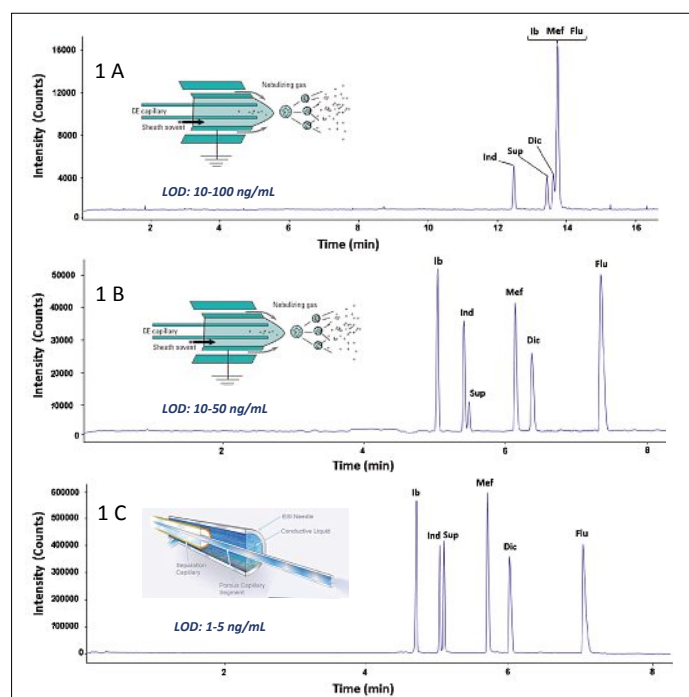 1 A
Intensity (Counts)
16000
12000
8000
4000
0
CE capillary
Sheath sovent
Nebulizing gas
LOD: 10-100 ng/mL
Ib Mef Flu
Dic
Sup
Ind
2 4 6 8 10 12 14 16
Time (min)
1 B
Intensity (Counts)
50000
40000
30000
20000
10000
0
CE capillary
Sheath sovent
Nebulizing gas
LOD: 10-50 ng/mL
Ib
Ind
Sup
Mef
Dic
Flu
2 4 6 8
Time (min)
1 C
Intensity (Counts)
600000
500000
400000
300000
200000
100000
0
ESI Needle
Conductive Liquid
Separation
Capillary
Porous Capillary
Segment
LOD: 1-5 ng/mL
Ib
Ind Sup
Mef
Dic
Flu
2 4 6 8
Time (min)